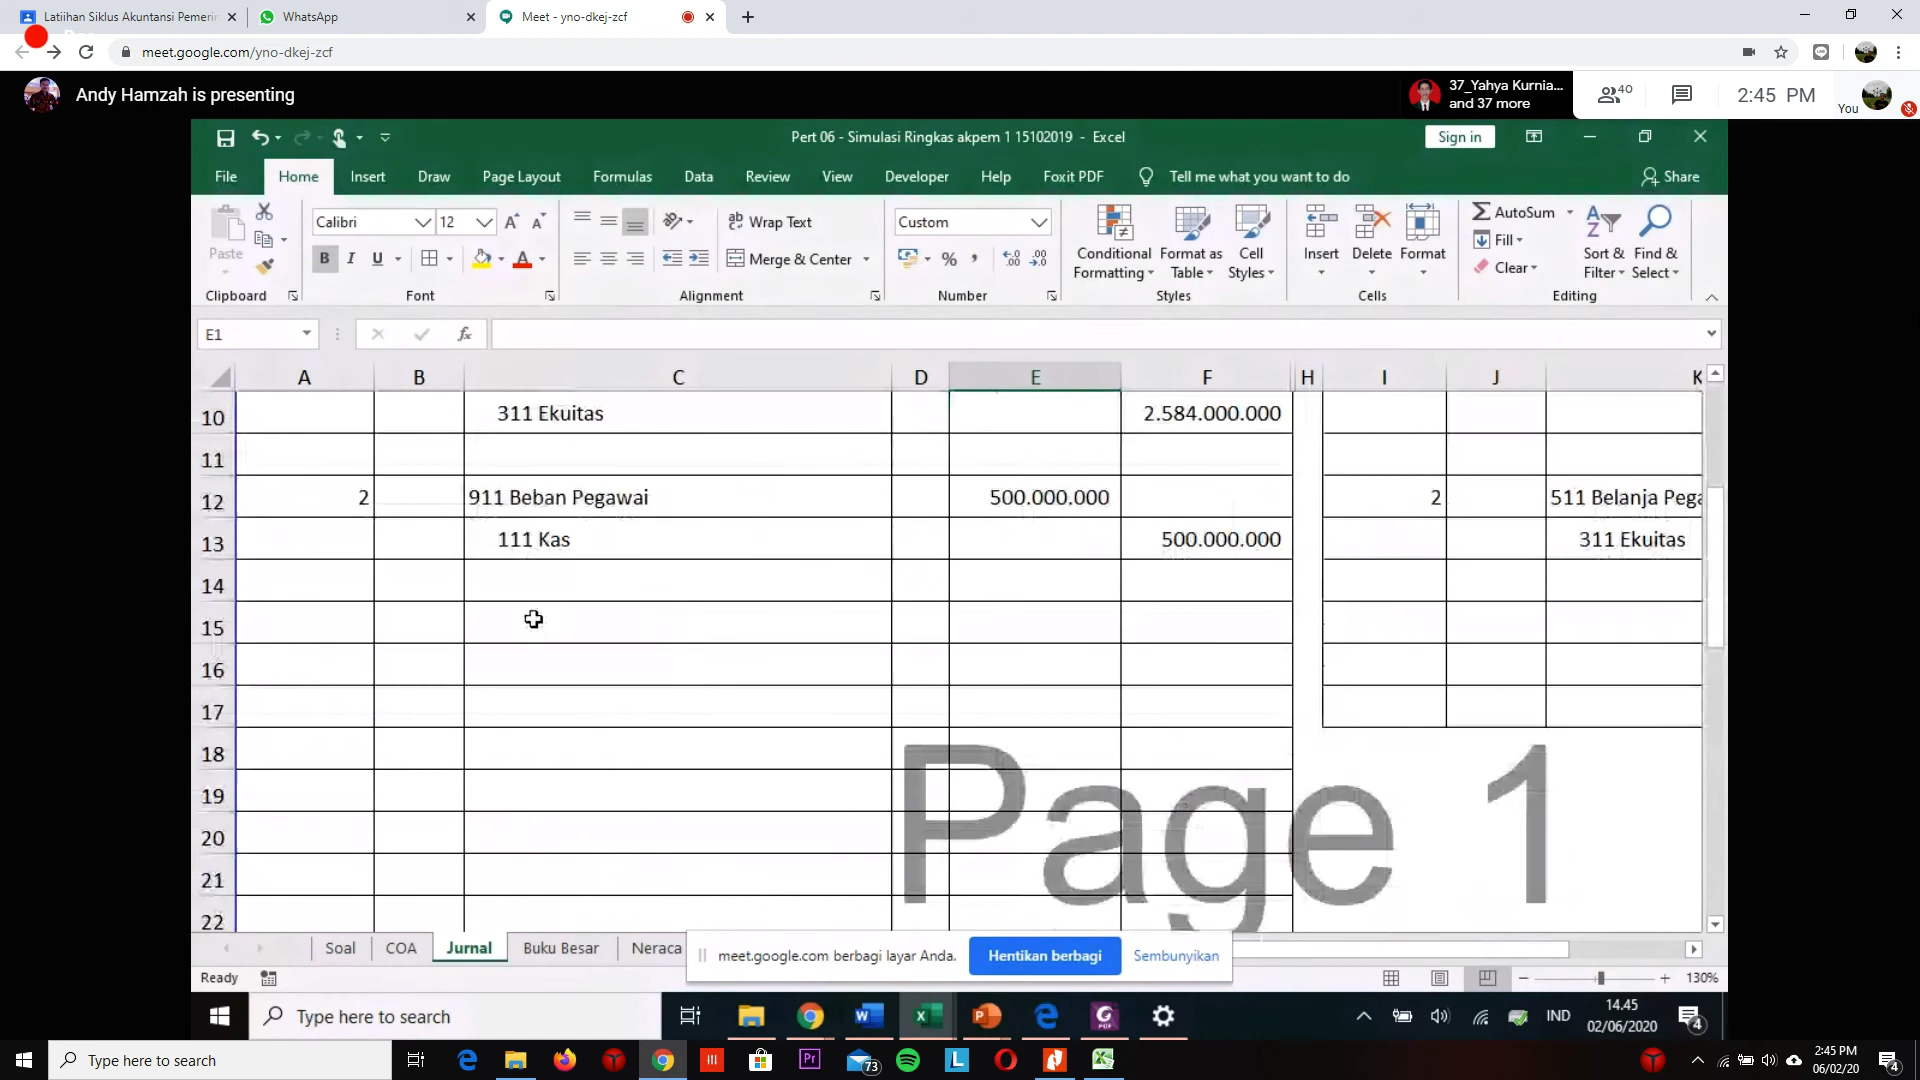 Latiihan Siklus Akuntansi Pemerin
WhatsApp
Meet - yno-dkej-zcf
meet.google.com/yno-dkej-zcf
Andy Hamzah is presenting
37_Yahya Kurnia...
and 37 more
40
2:45 PM
You
Pert 06 - Simulasi Ringkas akpem 1 15102019 - Excel
Sign in
File
Home
Insert
Draw
Page Layout
Formulas
Data
Review
View
Developer
Help
Foxit PDF
Tell me what you want to do
Share
Paste
Calibri
12
Wrap Text
Merge & Center
Custom
Conditional Formatting
Format as Table
Cell Styles
Insert
Delete
Format
AutoSum
Fill
Clear
Sort & Filter
Find & Select
Clipboard
Font
Alignment
Number
Styles
Cells
Editing
E1
A B C D E F H I J K
10 311 Ekuitas 2.584.000.000
11
12 2 911 Beban Pegawai 500.000.000 2 511 Belanja Pega
13 111 Kas 500.000.000 311 Ekuitas
14
15
16
17
18
19
20
21
22
Page 1
Soal
COA
Jurnal
Buku Besar
Neraca
meet.google.com berbagi layar Anda.
Hentikan berbagi
Sembunyikan
Ready
130%
Type here to search
IND
14.45
02/06/2020
4
Type here to search
Pr
73
2:45 PM
06/02/20
4